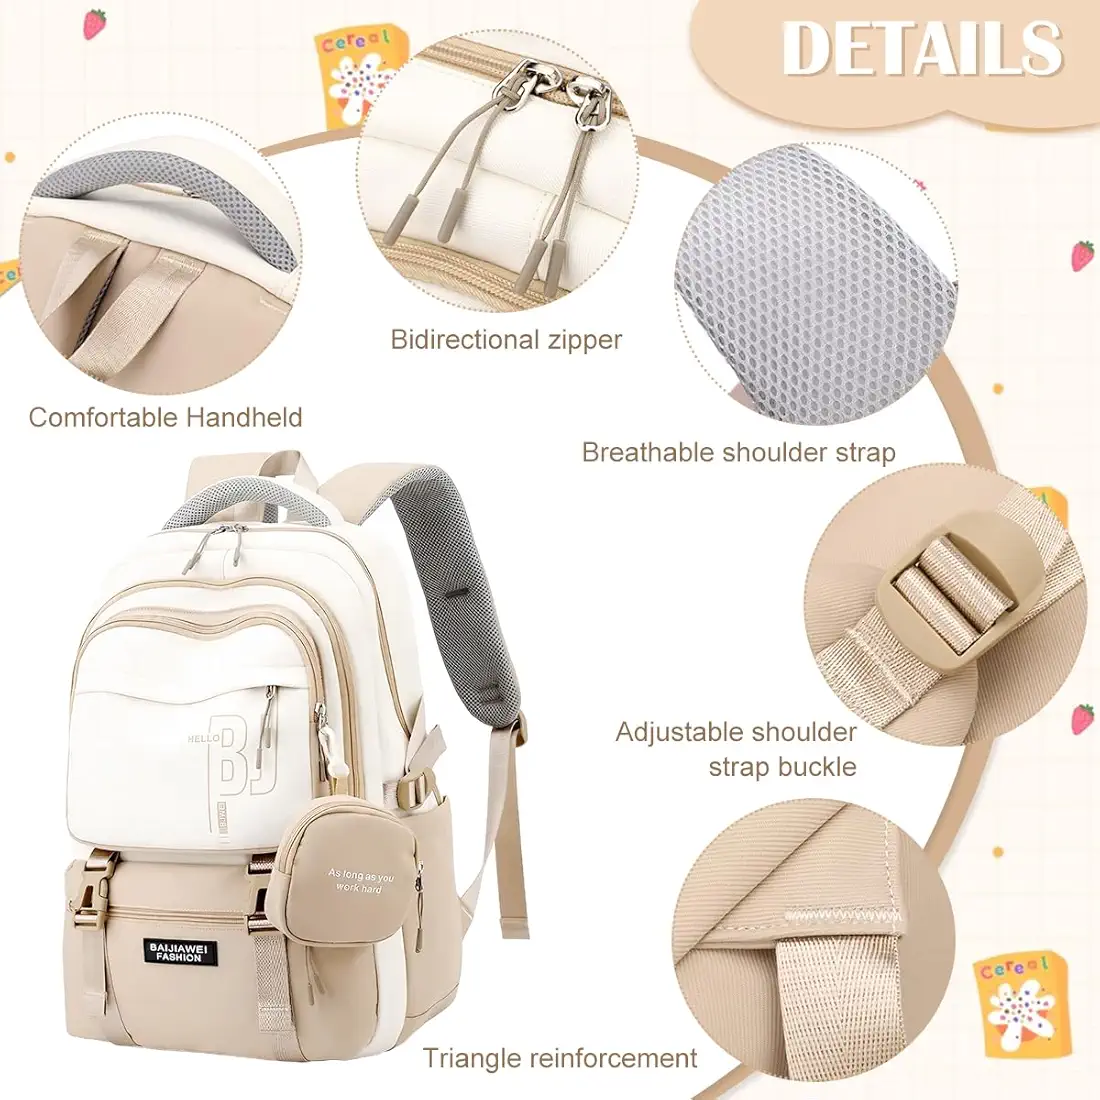 DETAILS
Cereal
Bidirectional zipper
Comfortable Handheld
Breathable shoulder strap
Adjustable shoulder
strap buckle
HELLO
BJ
As long as you
work hard
BAIJIAWEI
FASHION
Triangle reinforcement
Cereal